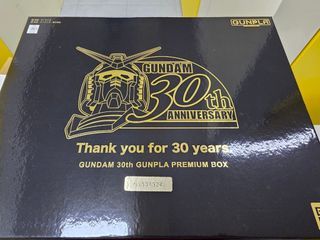 GUNPLA
GUNDAM
30th
ANNIVERSARY
Thank you for 30 years.
GUNDAM 30th GUNPLA PREMIUM BOX